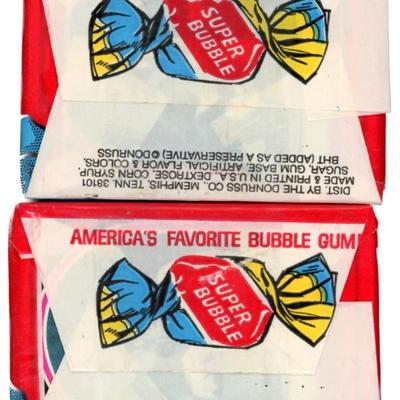 SUPER
BUBBLE
DIST. BY THE DONRUSS CO., MEMPHIS, TENN. 38101
MADE & PRINTED IN U.S.A. DEXTROSE, CORN SYRUP,
SUGAR, GUM BASE, ARTIFICIAL FLAVOR & COLORS,
BHT (ADDED AS A PRESERVATIVE) © DONRUSS
AMERICA'S FAVORITE BUBBLE GUM!
SUPER
BUBBLE